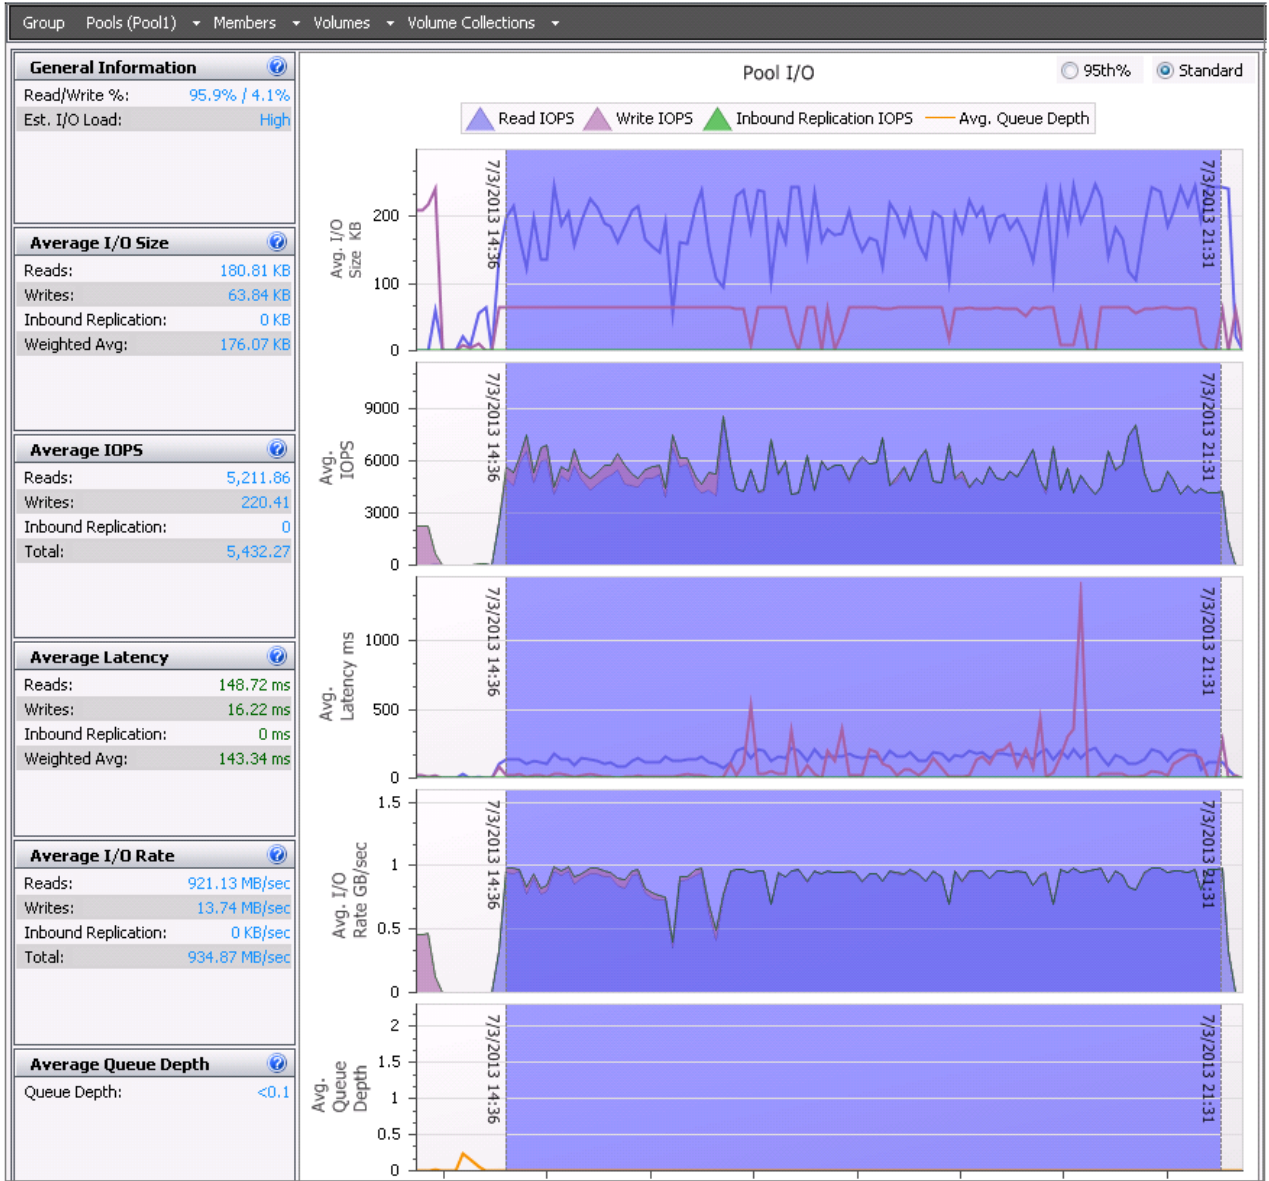 Group Pools (Pool1) Members Volumes Volume Collections
General Information
Read/Write %: 95.9% / 4.1%
Est. I/O Load: High
Average I/O Size
Reads: 180.81 KB
Writes: 63.84 KB
Inbound Replication: 0 KB
Weighted Avg: 176.07 KB
Average IOPS
Reads: 5,211.86
Writes: 220.41
Inbound Replication: 0
Total: 5,432.27
Average Latency
Reads: 148.72 ms
Writes: 16.22 ms
Inbound Replication: 0 ms
Weighted Avg: 143.34 ms
Average I/O Rate
Reads: 921.13 MB/sec
Writes: 13.74 MB/sec
Inbound Replication: 0 KB/sec
Total: 934.87 MB/sec
Average Queue Depth
Queue Depth: <0.1
Pool I/O
95th% Standard
Read IOPS Write IOPS Inbound Replication IOPS Avg. Queue Depth
Avg. I/O
Size KB
200
100
0
7/3/2013 14:36
7/3/2013 21:31
Avg.
IOPS
9000
6000
3000
0
7/3/2013 14:36
7/3/2013 21:31
Avg.
Latency ms
1000
500
0
7/3/2013 14:36
7/3/2013 21:31
Avg. I/O
Rate GB/sec
1.5
1
0.5
0
7/3/2013 14:36
7/3/2013 21:31
Avg.
Queue
Depth
2
1.5
1
0.5
0
7/3/2013 14:36
7/3/2013 21:31